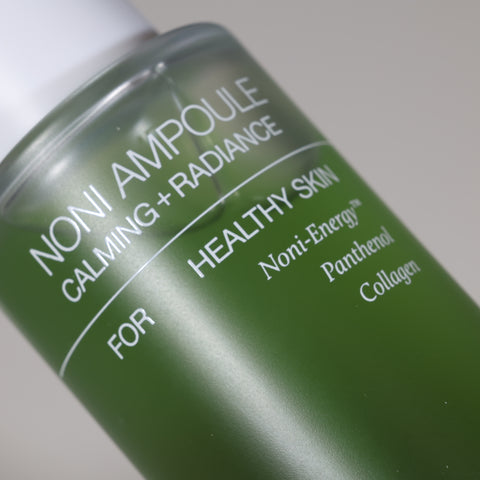 NONI AMPOULE
CALMING + RADIANCE
FOR HEALTHY SKIN
Noni-Energy™
Panthenol
Collagen